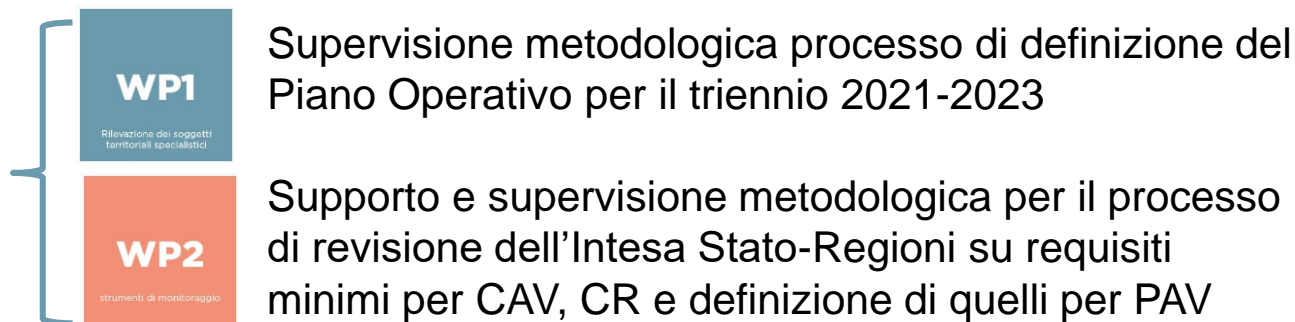 WP1
Rilevazione dei soggetti
territoriali specialistici
Supervisione metodologica processo di definizione del
Piano Operativo per il triennio 2021-2023
WP2
strumenti di monitoraggio
Supporto e supervisione metodologica per il processo
di revisione dell’Intesa Stato-Regioni su requisiti
minimi per CAV, CR e definizione di quelli per PAV